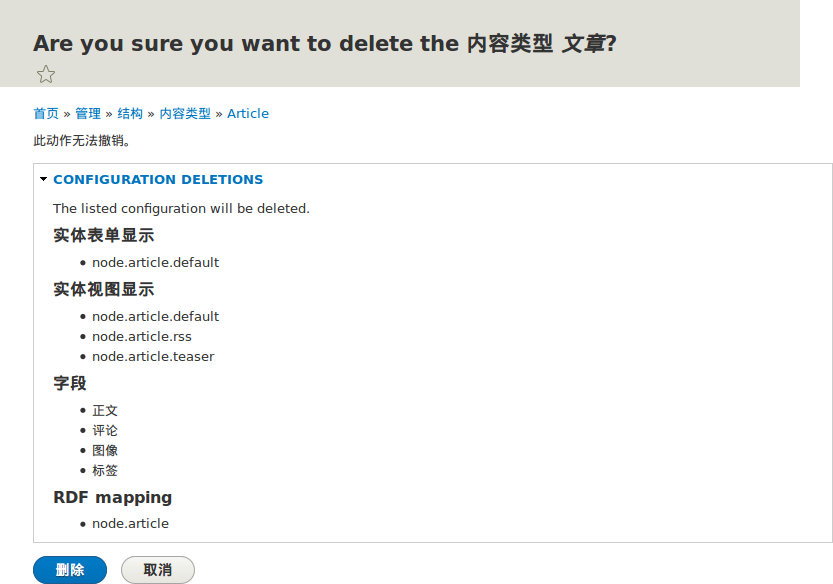 Are you sure you want to delete the 内容类型 文章?
首页 » 管理 » 结构 » 内容类型 » Article
此动作无法撤销。
CONFIGURATION DELETIONS
The listed configuration will be deleted.
实体表单显示
node.article.default
实体视图显示
node.article.default
node.article.rss
node.article.teaser
字段
正文
评论
图像
标签
RDF mapping
node.article
删除 取消